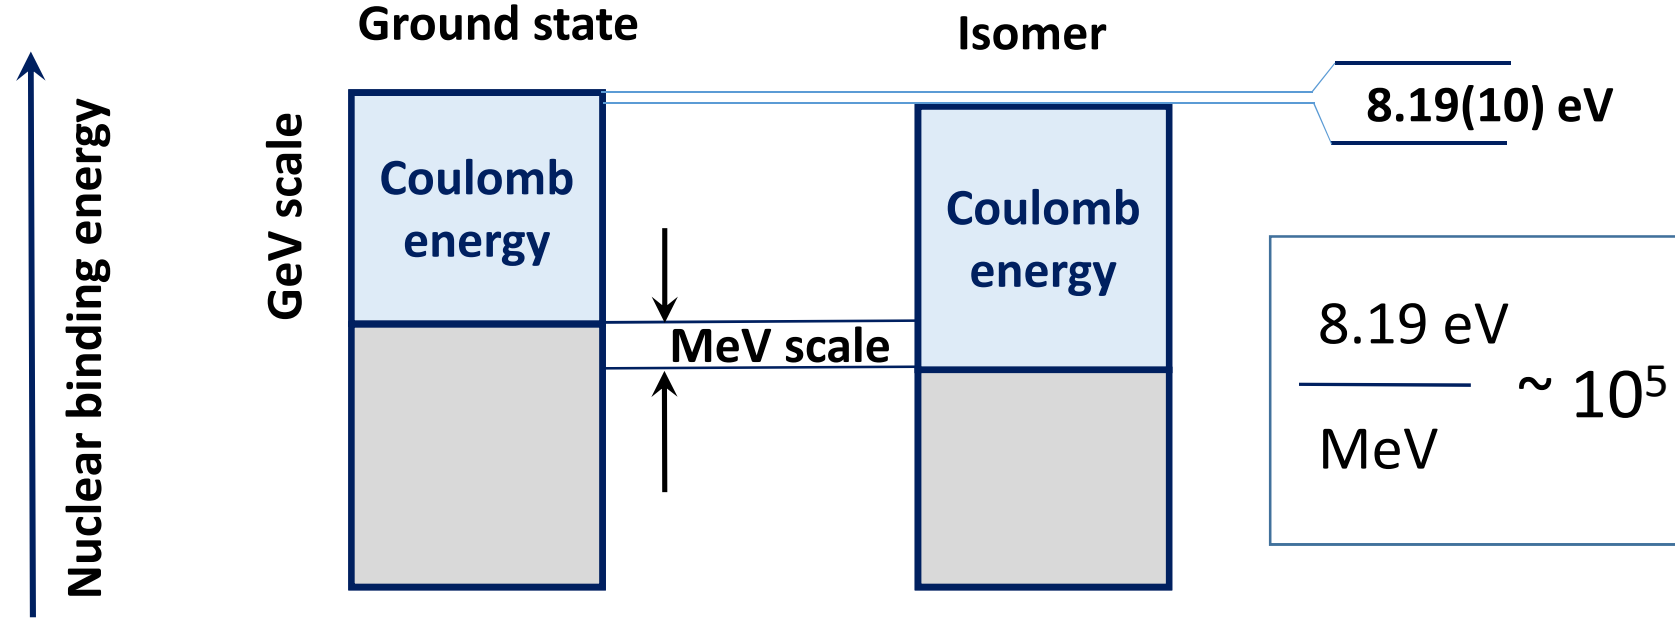 Ground state
Isomer
Nuclear binding energy
GeV scale
Coulomb
energy
MeV scale
Coulomb
energy
8.19(10) eV
8.19 eV
MeV
~ 10⁵